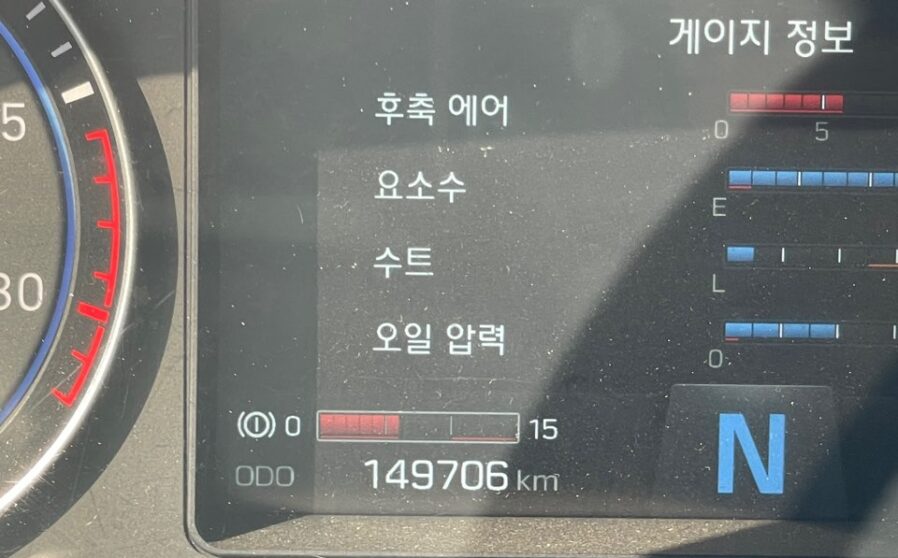 게이지 정보
5
후축 에어
0 5
요소수
E
수트
L
30
오일 압력
0
(①) 0 15
N
ODO 149706 km